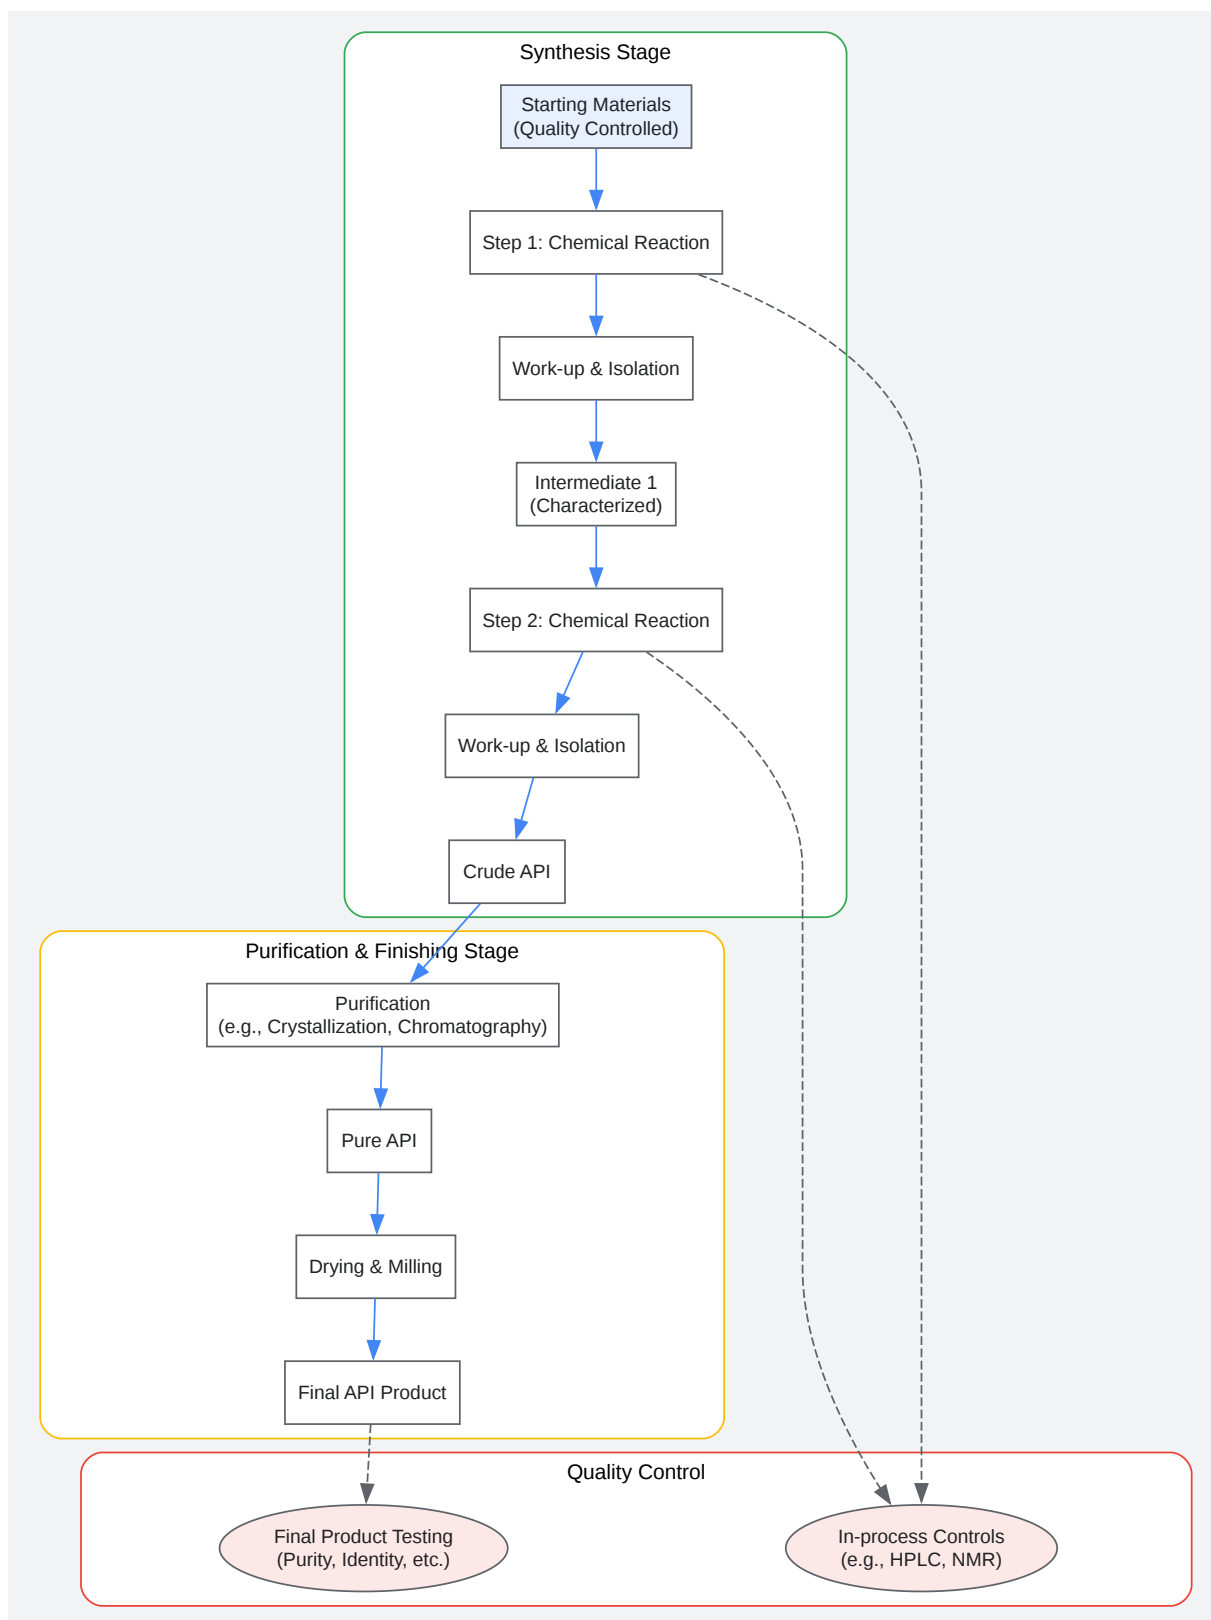 Synthesis Stage
Starting Materials
(Quality Controlled)
Step 1: Chemical Reaction
Work-up & Isolation
Intermediate 1
(Characterized)
Step 2: Chemical Reaction
Work-up & Isolation
Crude API
Purification & Finishing Stage
Purification
(e.g., Crystallization, Chromatography)
Pure API
Drying & Milling
Final API Product
Quality Control
Final Product Testing
(Purity, Identity, etc.)
In-process Controls
(e.g., HPLC, NMR)